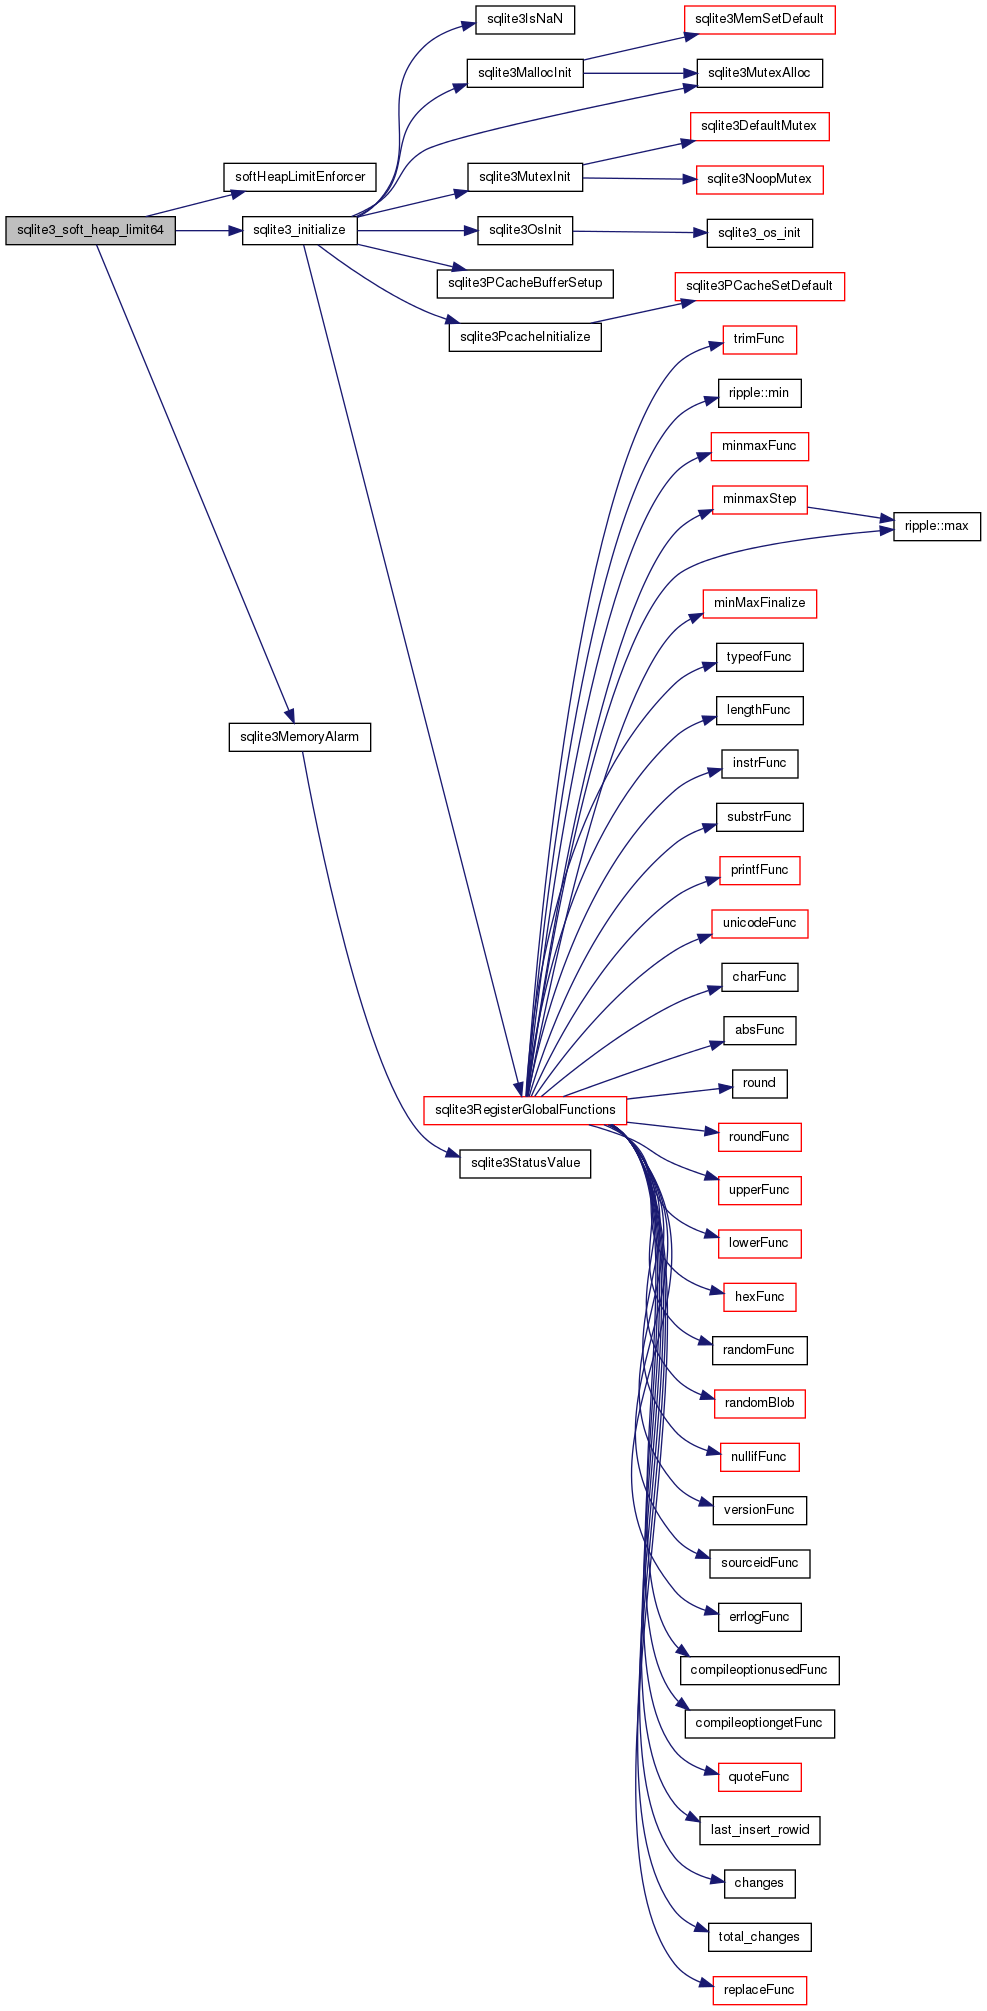 sqlite3IsNaN
sqlite3MemSetDefault
sqlite3MallocInit
sqlite3MutexAlloc
sqlite3DefaultMutex
softHeapLimitEnforcer
sqlite3MutexInit
sqlite3NoopMutex
sqlite3_soft_heap_limit64
sqlite3_initialize
sqlite3OsInit
sqlite3_os_init
sqlite3PCacheBufferSetup
sqlite3PCacheSetDefault
sqlite3PcacheInitialize
trimFunc
ripple::min
minmaxFunc
minmaxStep
ripple::max
minMaxFinalize
typeofFunc
lengthFunc
sqlite3MemoryAlarm
instrFunc
substrFunc
printfFunc
unicodeFunc
charFunc
absFunc
round
sqlite3RegisterGlobalFunctions
roundFunc
sqlite3StatusValue
upperFunc
lowerFunc
hexFunc
randomFunc
randomBlob
nullifFunc
versionFunc
sourceidFunc
errlogFunc
compileoptionusedFunc
compileoptiongetFunc
quoteFunc
last_insert_rowid
changes
total_changes
replaceFunc